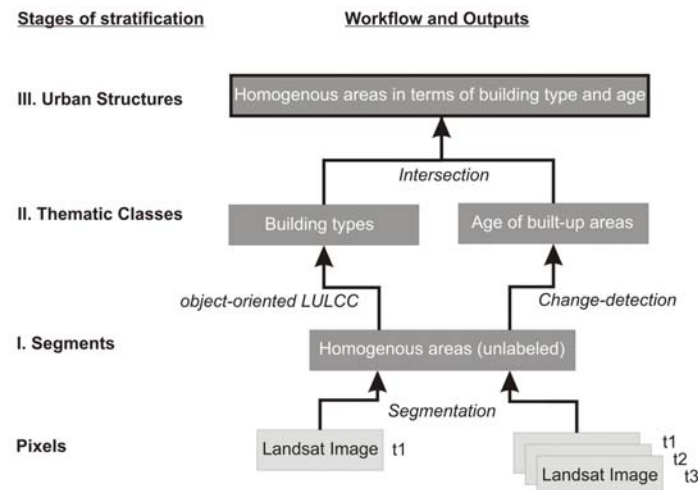 Stages of stratification
Workflow and Outputs
III. Urban Structures
Homogenous areas in terms of building type and age
Intersection
II. Thematic Classes
Building types
Age of built-up areas
object-oriented LULCC
Change-detection
I. Segments
Homogenous areas (unlabeled)
Segmentation
Pixels
Landsat Image
t1
t1
t2
Landsat Image
t3